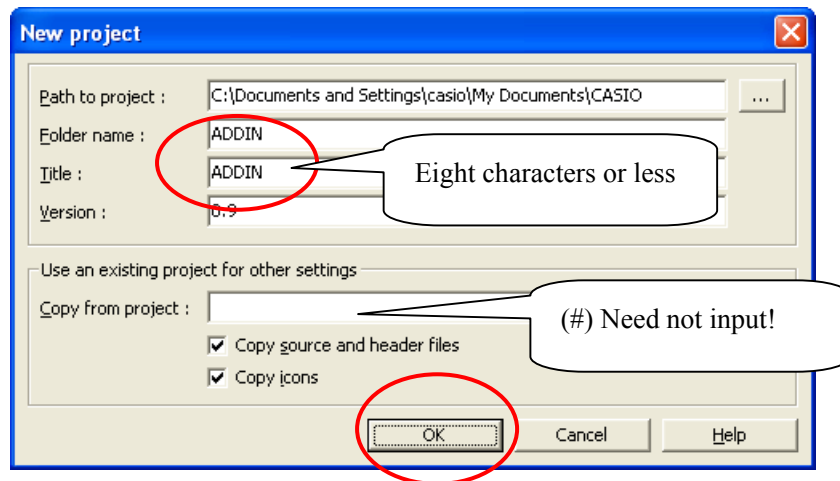 New project
Path to project : C:\Documents and Settings\casio\My Documents\CASIO ...
Folder name : ADDIN
Title : ADDIN
Eight characters or less
Version : 0.9
Use an existing project for other settings
Copy from project :
(#) Need not input!
Copy source and header files
Copy icons
OK Cancel Help